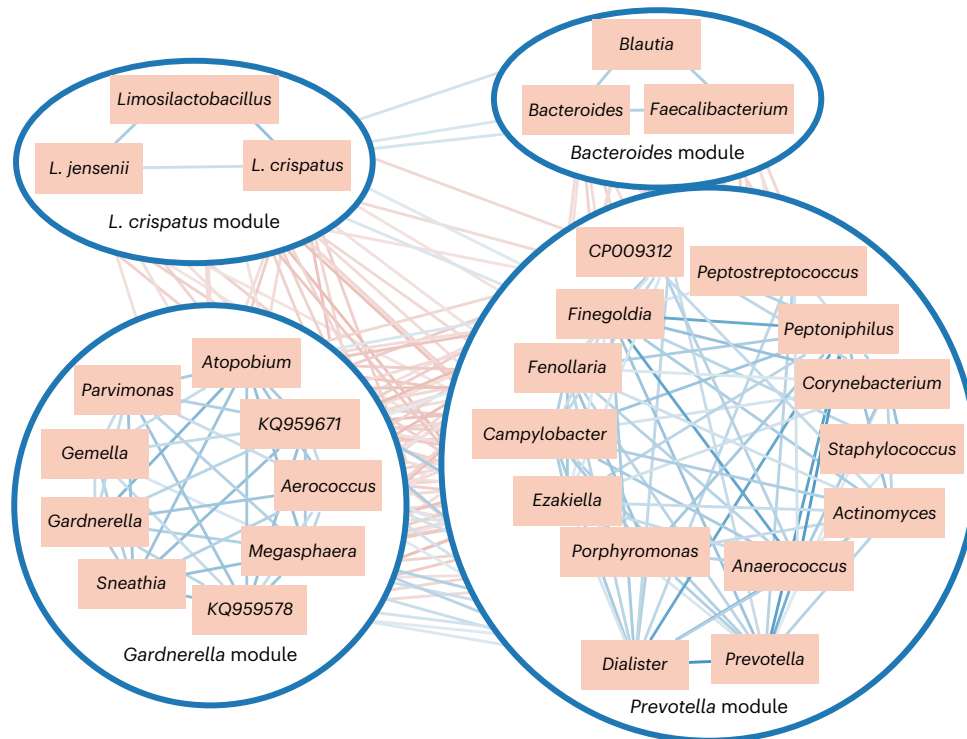 Limosilactobacillus
L. jensenii
L. crispatus
L. crispatus module
Blautia
Bacteroides
Faecalibacterium
Bacteroides module
Atopobium
Parvimonas
KQ959671
Gemella
Aerococcus
Gardnerella
Megasphaera
Sneathia
KQ959578
Gardnerella module
CP009312
Peptostreptococcus
Finegoldia
Peptoniphilus
Fenollaria
Corynebacterium
Campylobacter
Staphylococcus
Ezakiella
Actinomyces
Porphyromonas
Anaerococcus
Dialister
Prevotella
Prevotella module